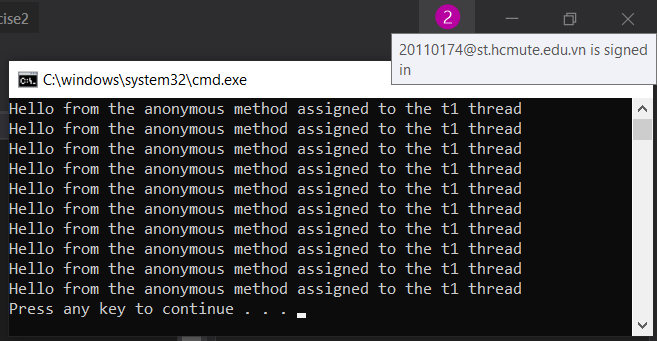 cise2
2
20110174@st.hcmute.edu.vn is signed
in
C:\windows\system32\cmd.exe
Hello from the anonymous method assigned to the t1 thread
Hello from the anonymous method assigned to the t1 thread
Hello from the anonymous method assigned to the t1 thread
Hello from the anonymous method assigned to the t1 thread
Hello from the anonymous method assigned to the t1 thread
Hello from the anonymous method assigned to the t1 thread
Hello from the anonymous method assigned to the t1 thread
Hello from the anonymous method assigned to the t1 thread
Hello from the anonymous method assigned to the t1 thread
Hello from the anonymous method assigned to the t1 thread
Press any key to continue . . .